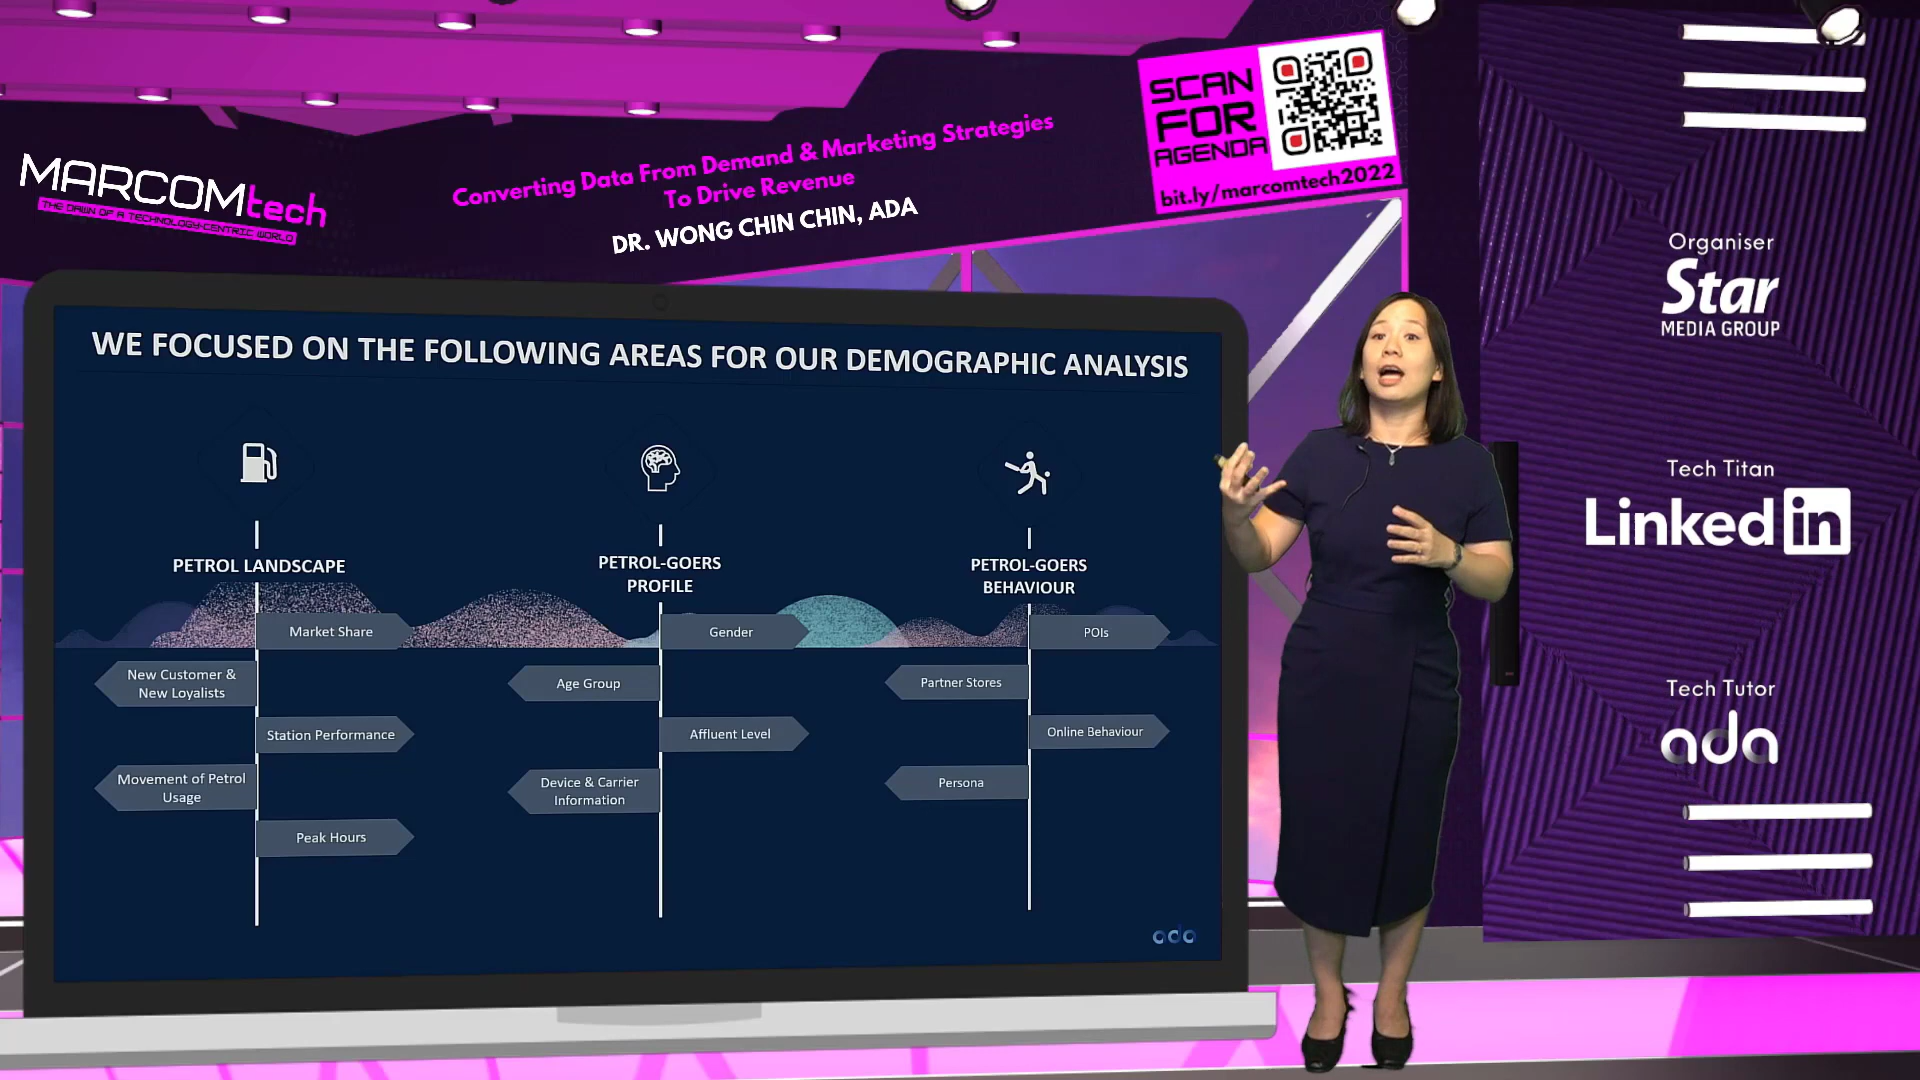 MARCOMtech
THE DAWN OF A TECHNOLOGY-CENTRIC WORLD
Converting Data From Demand & Marketing Strategies
To Drive Revenue
DR. WONG CHIN CHIN, ADA
SCAN
FOR
AGENDA
bit.ly/marcomtech2022
WE FOCUSED ON THE FOLLOWING AREAS FOR OUR DEMOGRAPHIC ANALYSIS
PETROL LANDSCAPE
Market Share
New Customer &
New Loyalists
Station Performance
Movement of Petrol
Usage
Peak Hours
PETROL-GOERS
PROFILE
Gender
Age Group
Affluent Level
Device & Carrier
Information
PETROL-GOERS
BEHAVIOUR
POIs
Partner Stores
Online Behaviour
Persona
ada
Organiser
Star
MEDIA GROUP
Tech Titan
Linked in
Tech Tutor
ada